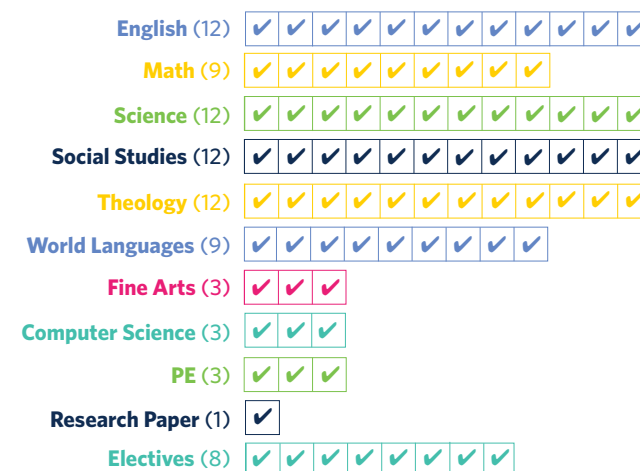 English (12)
Math (9)
Science (12)
Social Studies (12)
Theology (12)
World Languages (9)
Fine Arts (3)
Computer Science (3)
PE (3)
Research Paper (1)
Electives (8)